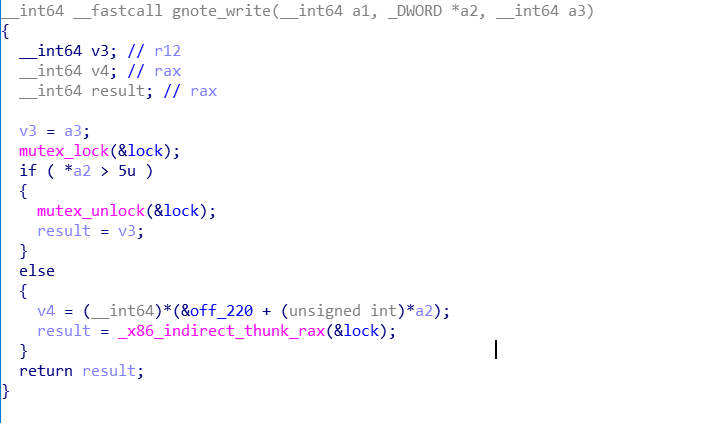 __int64 __fastcall gnote_write(__int64 a1, _DWORD *a2, __int64 a3)
{
  __int64 v3; // r12
  __int64 v4; // rax
  __int64 result; // rax

  v3 = a3;
  mutex_lock(&lock);
  if ( *a2 > 5u )
  {
    mutex_unlock(&lock);
    result = v3;
  }
  else
  {
    v4 = (__int64)*(&off_220 + (unsigned int)*a2);
    result = _x86_indirect_thunk_rax(&lock);
  }
  return result;
}